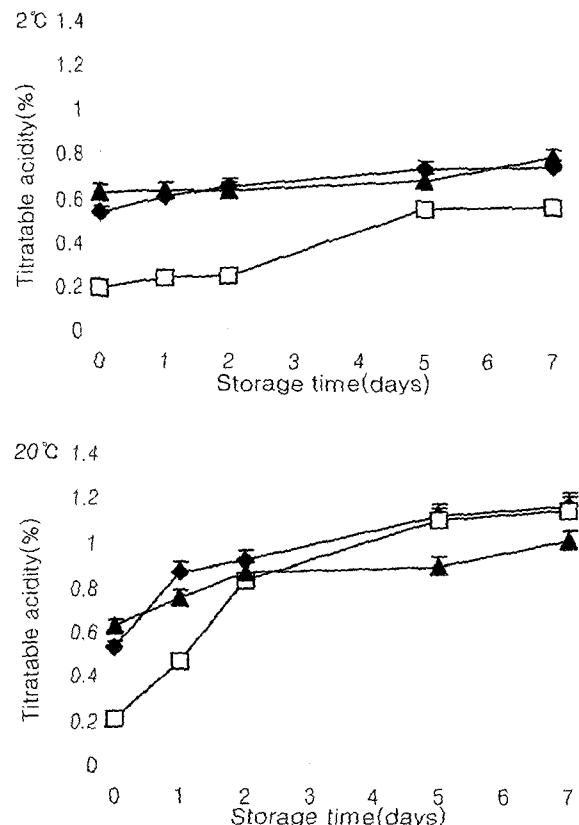 2℃ 1.4
1.2
1
0.8
0.6
0.4
0.2
0
Titratable acidity(%)
0 1 2 3 4 5 6 7
Storage time(days)
20℃ 1.4
1.2
1
0.8
0.6
0.4
0.2
0
Titratable acidity(%)
0 1 2 3 4 5 6 7
Storage time(days)